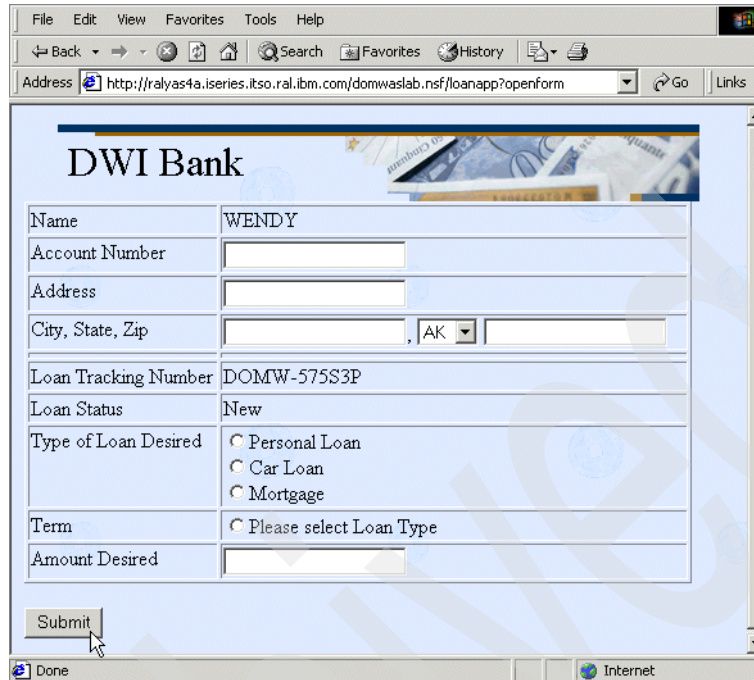 File Edit View Favorites Tools Help
Back Search Favorites History
Address http://ralyas4a.iseries.itso.ral.ibm.com/domwaslab.nsf/loanapp?openform Go Links
DWI Bank
Name WENDY
Account Number
Address
City, State, Zip , AK
Loan Tracking Number DOMW-575S3P
Loan Status New
Type of Loan Desired Personal Loan
Car Loan
Mortgage
Term Please select Loan Type
Amount Desired
Submit
Done Internet